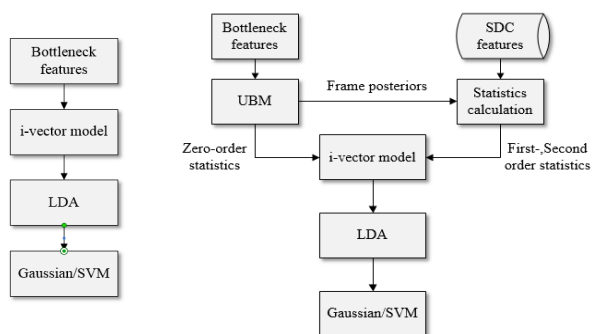 Bottleneck
features
i-vector model
LDA
Gaussian/SVM
Bottleneck
features
SDC
features
UBM
Frame posteriors
Statistics
calculation
Zero-order
statistics
i-vector model
First-,Second
order statistics
LDA
Gaussian/SVM